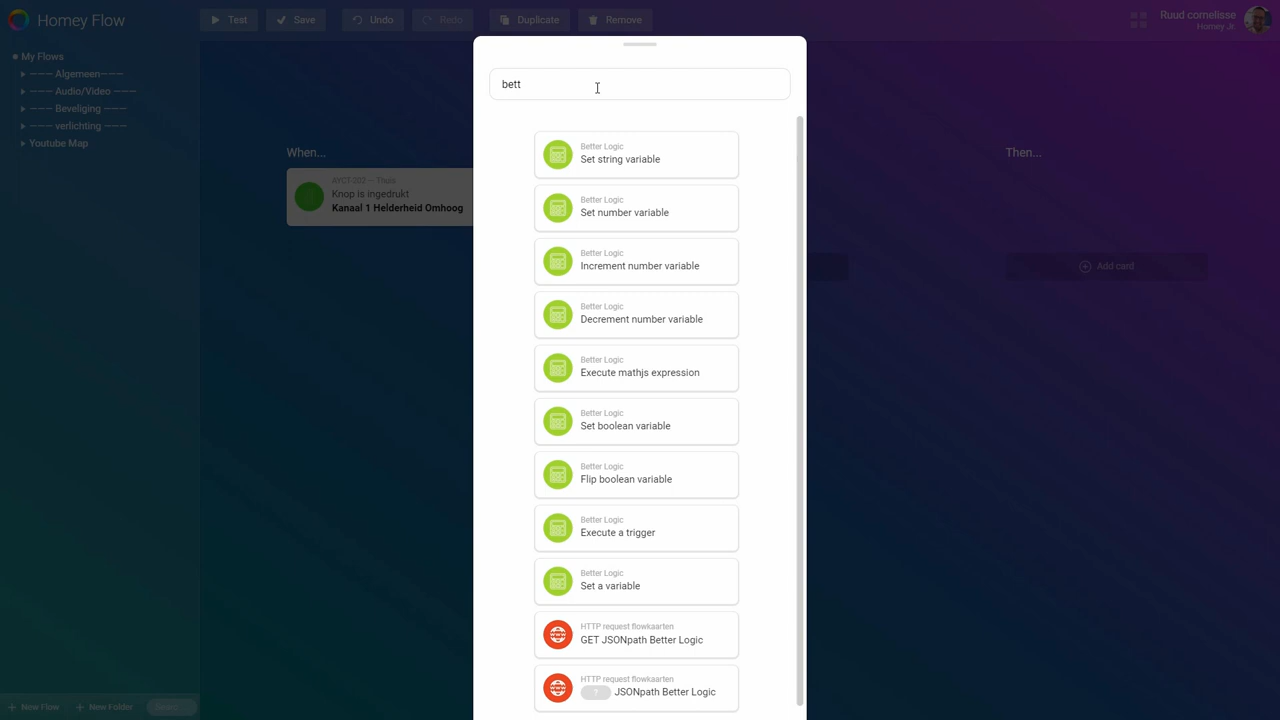 Homey Flow
Test
Save
Undo
Redo
Duplicate
Remove
Ruud cornelisse
Homey Jr.
My Flows
——— Algemeen———
——— Audio/Video ———
——— Beveliging ———
——— verlichting ———
Youtube Map
When...
AYCT-202 — Thuis
Knop is ingedrukt
Kanaal 1 Helderheid Omhoog
bett
Better Logic
Set string variable
Better Logic
Set number variable
Better Logic
Increment number variable
Better Logic
Decrement number variable
Better Logic
Execute mathjs expression
Better Logic
Set boolean variable
Better Logic
Flip boolean variable
Better Logic
Execute a trigger
Better Logic
Set a variable
HTTP request flowkaarten
GET JSONpath Better Logic
HTTP request flowkaarten
? JSONpath Better Logic
Then...
Add card
New Flow
New Folder